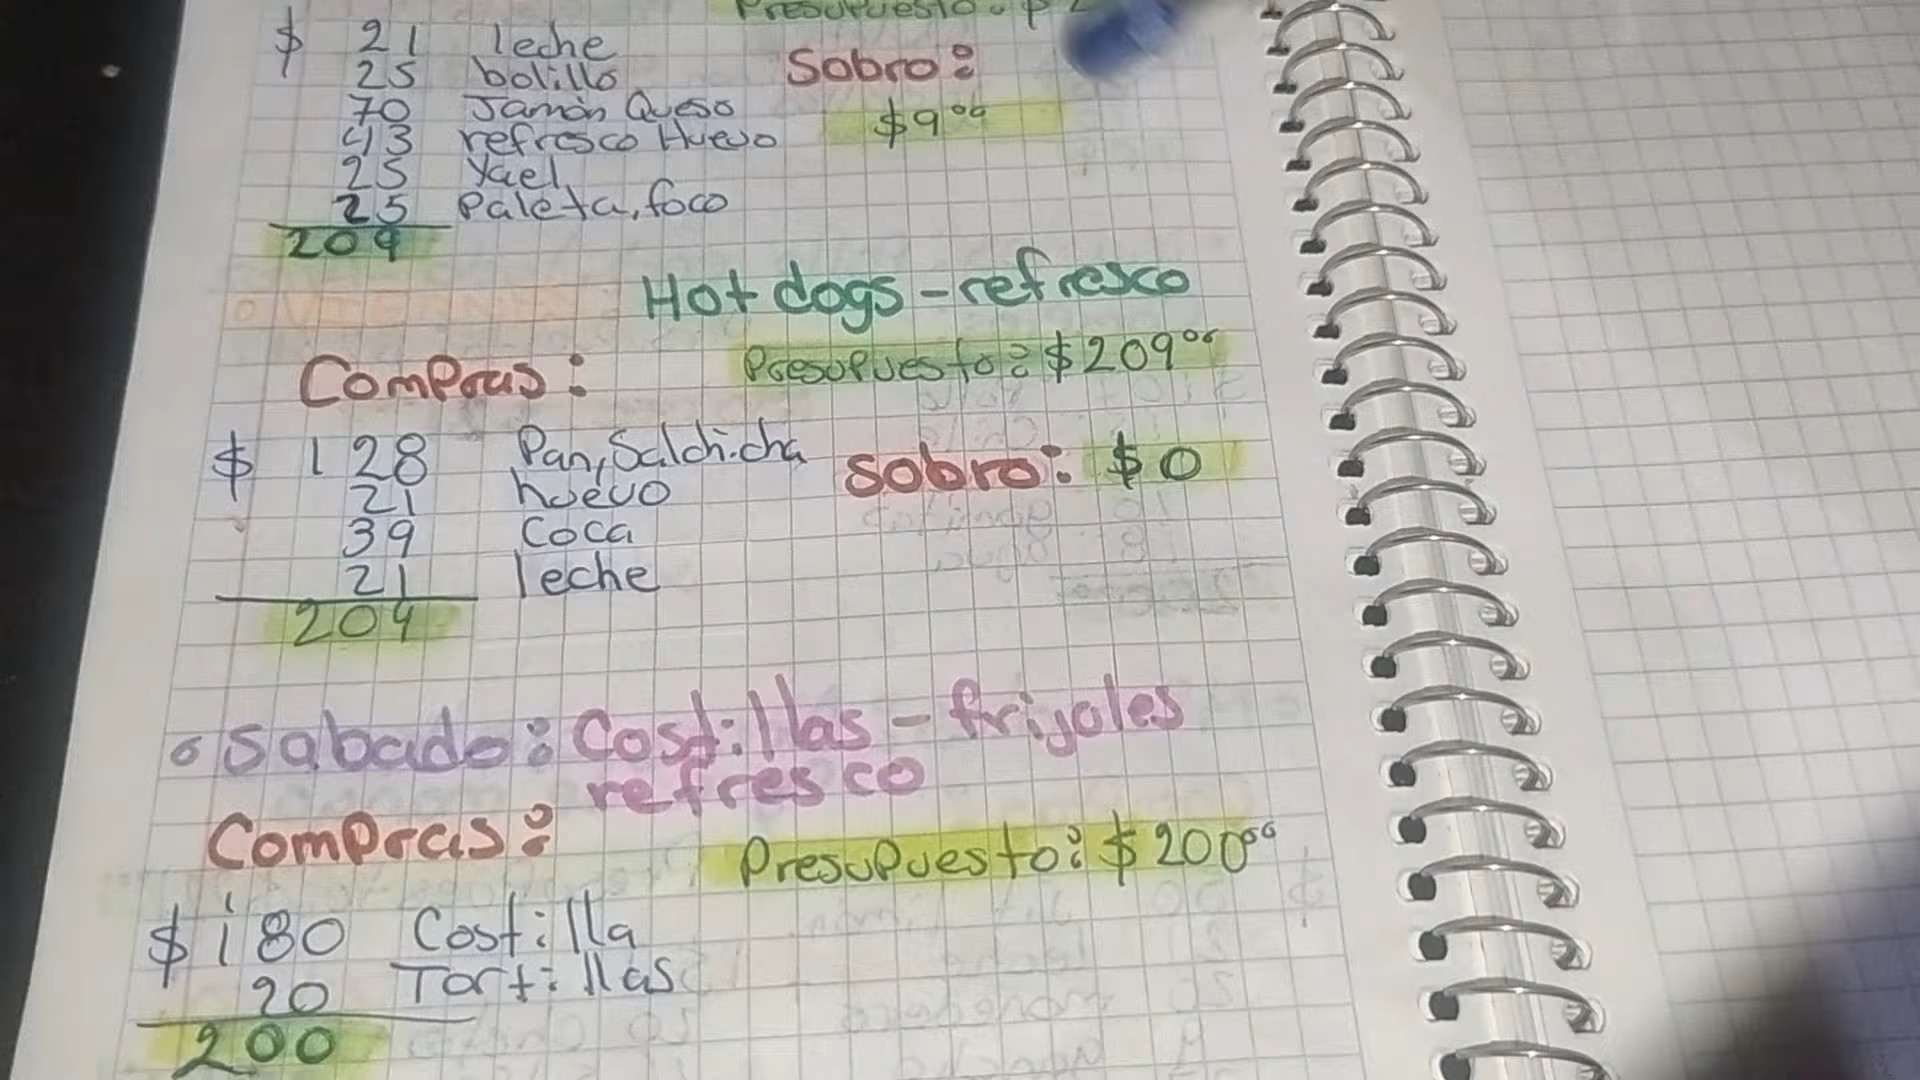 Presupuesto: $
$ 21 leche
Sobro:
25 bolillo
70 Jamón Queso
$9⁰⁰
43 refresco Huevo
25 Yael
25 Paleta, foco
209
Hot dogs - refresco
Compras:
Presupuesto: $209⁰⁰
$ 128 Pan, Salchicha
Sobro: $0
21 huevo
39 Coca
21 leche
209
Sabado: Costillas - frijoles
refresco
Compras:
Presupuesto: $200⁰⁰
$ 180 Costilla
20 Tortillas
200